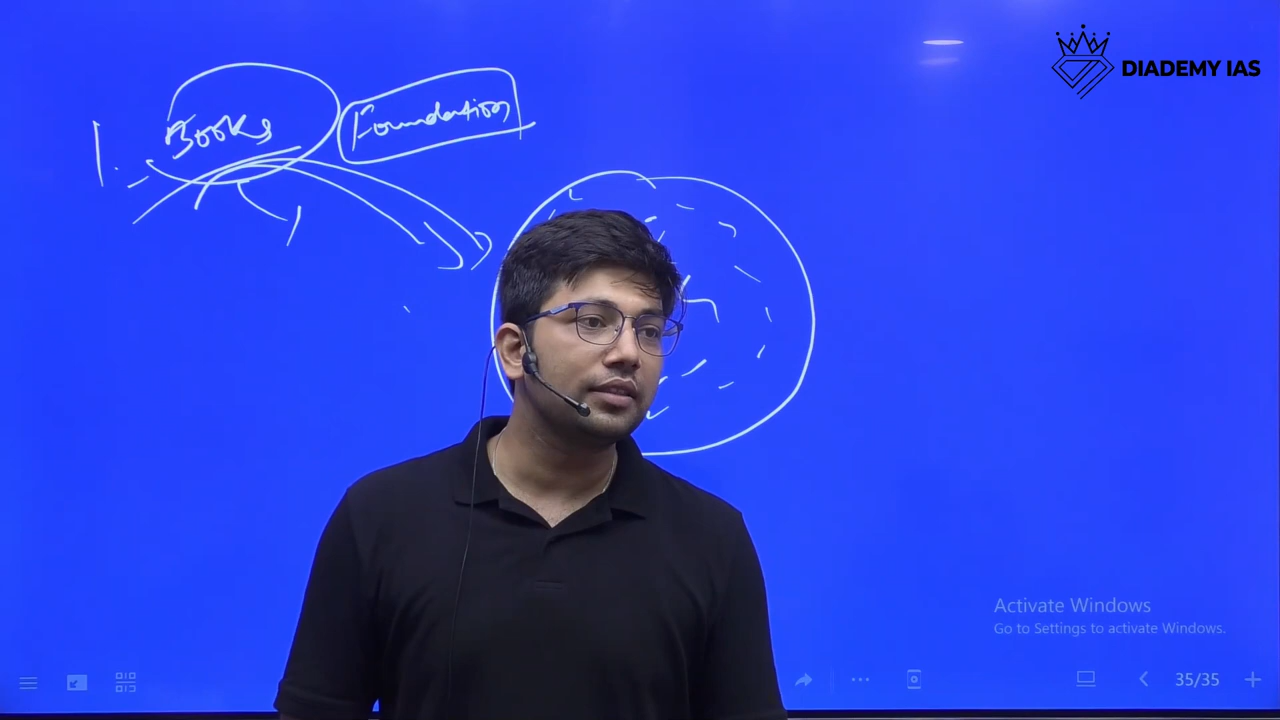 DIADEMY IAS
1. Books Foundation
Activate Windows
Go to Settings to activate Windows.
35/35